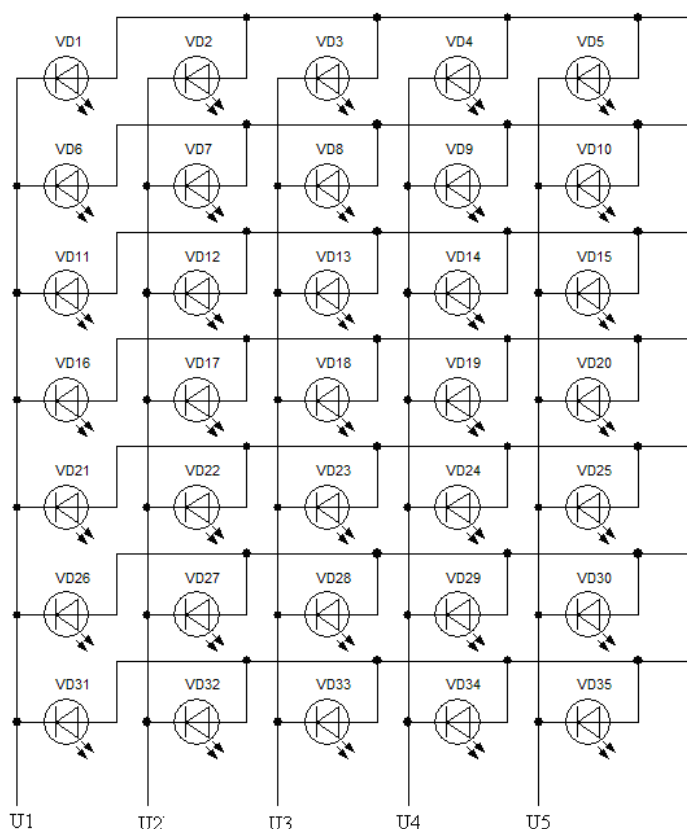 VD1 VD2 VD3 VD4 VD5
VD6 VD7 VD8 VD9 VD10
VD11 VD12 VD13 VD14 VD15
VD16 VD17 VD18 VD19 VD20
VD21 VD22 VD23 VD24 VD25
VD26 VD27 VD28 VD29 VD30
VD31 VD32 VD33 VD34 VD35
U1 U2 U3 U4 U5